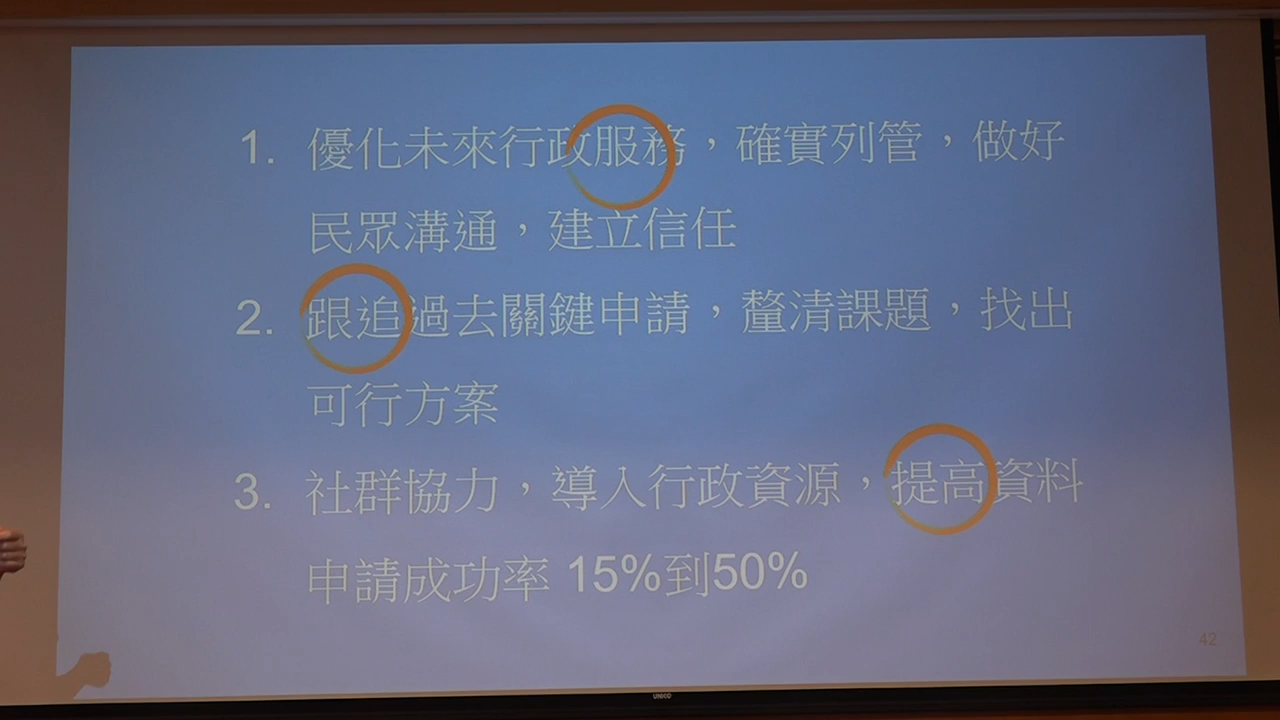 1. 優化未來行政服務，確實列管，做好
民眾溝通，建立信任
2. 跟追過去關鍵申請，釐清課題，找出
可行方案
3. 社群協力，導入行政資源，提高資料
申請成功率 15%到50%
42